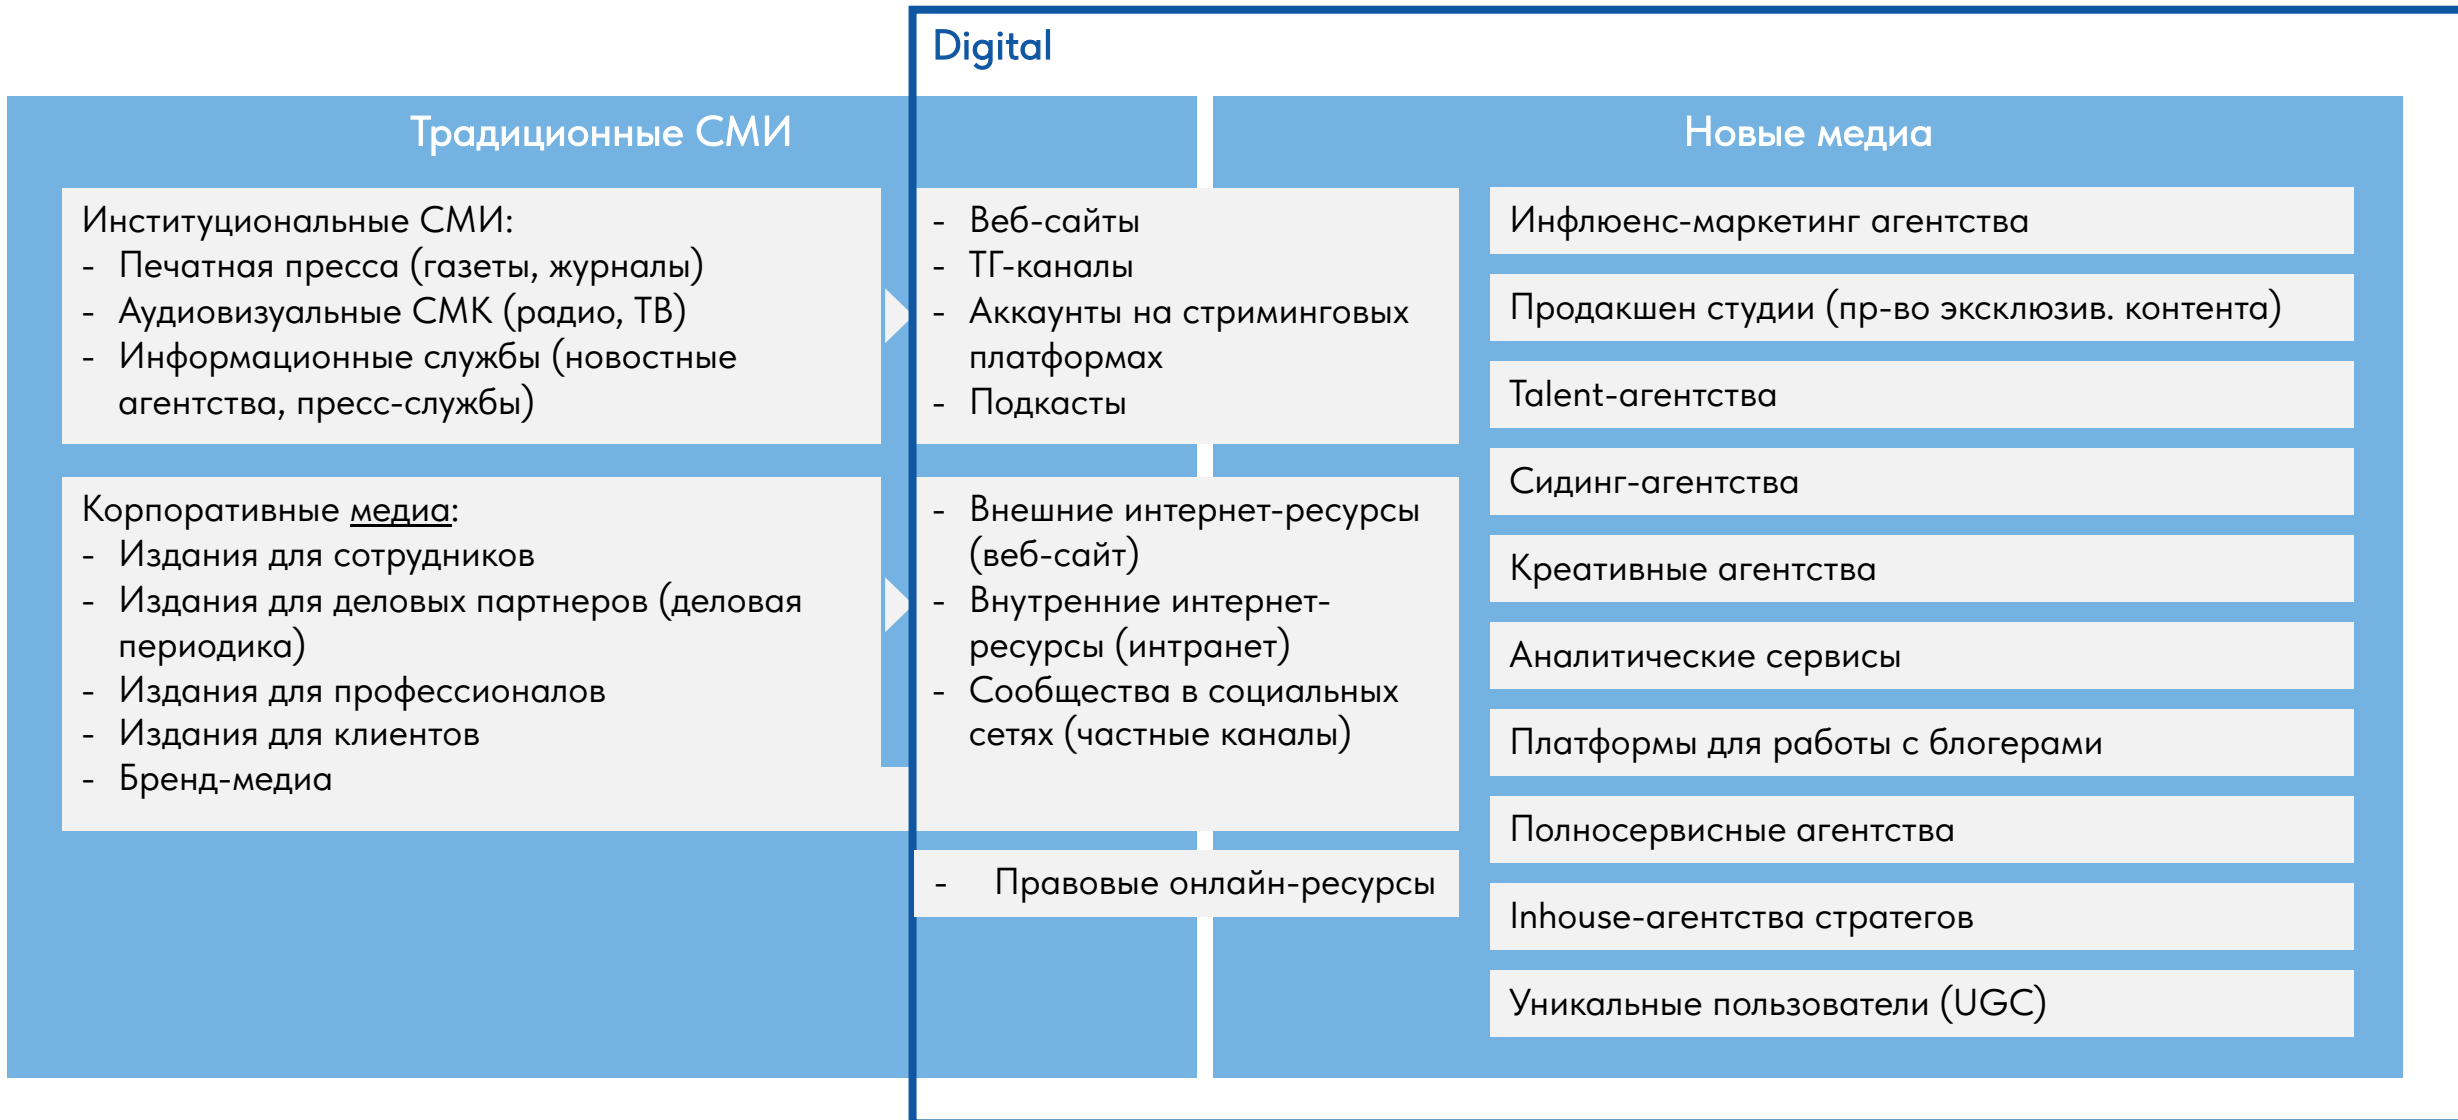 Digital
Традиционные СМИ
Институциональные СМИ:
- Печатная пресса (газеты, журналы)
- Аудиовизуальные СМК (радио, ТВ)
- Информационные службы (новостные
агентства, пресс-службы)
Корпоративные медиа:
- Издания для сотрудников
- Издания для деловых партнеров (деловая
периодика)
- Издания для профессионалов
- Издания для клиентов
- Бренд-медиа
- Веб-сайты
- ТГ-каналы
- Аккаунты на стриминговых
платформах
- Подкасты
- Внешние интернет-ресурсы
(веб-сайт)
- Внутренние интернет-
ресурсы (интранет)
- Сообщества в социальных
сетях (частные каналы)
- Правовые онлайн-ресурсы
Новые медиа
Инфлюенс-маркетинг агентства
Продакшен студии (пр-во эксклюзив. контента)
Talent-агентства
Сидинг-агентства
Креативные агентства
Аналитические сервисы
Платформы для работы с блогерами
Полносервисные агентства
Inhouse-агентства стратегов
Уникальные пользователи (UGC)